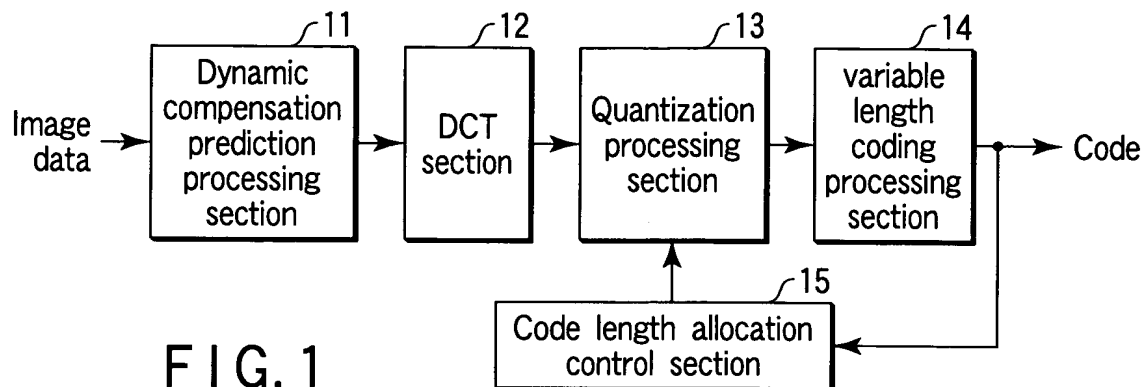 11
12
13
14
Image
data
Dynamic
compensation
prediction
processing
section
DCT
section
Quantization
processing
section
variable
length
coding
processing
section
Code
15
Code length allocation
control section
FIG. 1